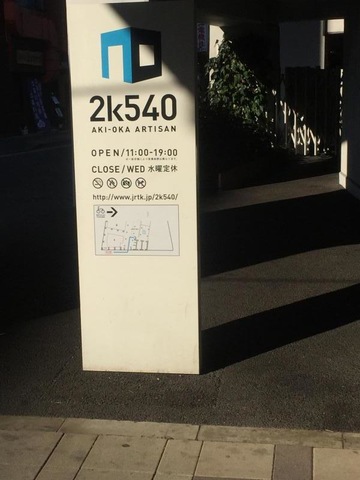 2k540
AKI-OKA ARTISAN
OPEN/11:00-19:00
CLOSE/WED 水曜定休
http://www.jrtk.jp/2k540/